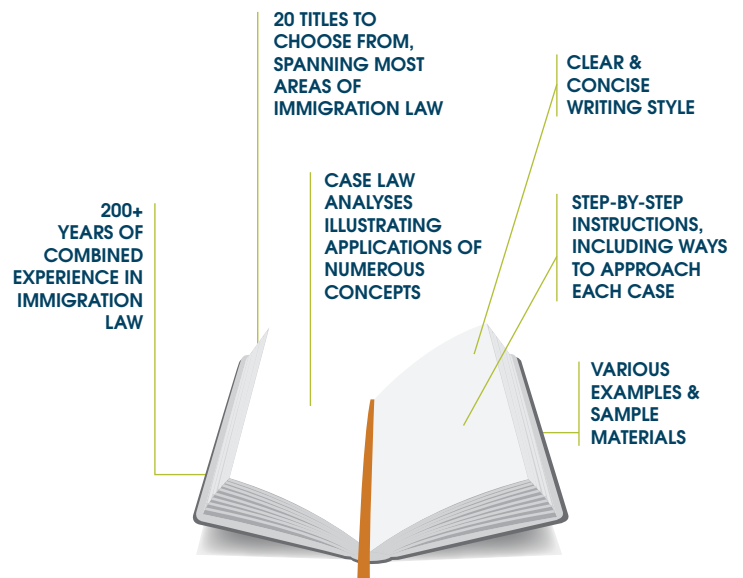 20 TITLES TO
CHOOSE FROM,
SPANNING MOST
AREAS OF
IMMIGRATION LAW
CLEAR &
CONCISE
WRITING STYLE
CASE LAW
ANALYSES
ILLUSTRATING
APPLICATIONS OF
NUMEROUS
CONCEPTS
STEP-BY-STEP
INSTRUCTIONS,
INCLUDING WAYS
TO APPROACH
EACH CASE
200+
YEARS OF
COMBINED
EXPERIENCE IN
IMMIGRATION
LAW
VARIOUS
EXAMPLES &
SAMPLE
MATERIALS